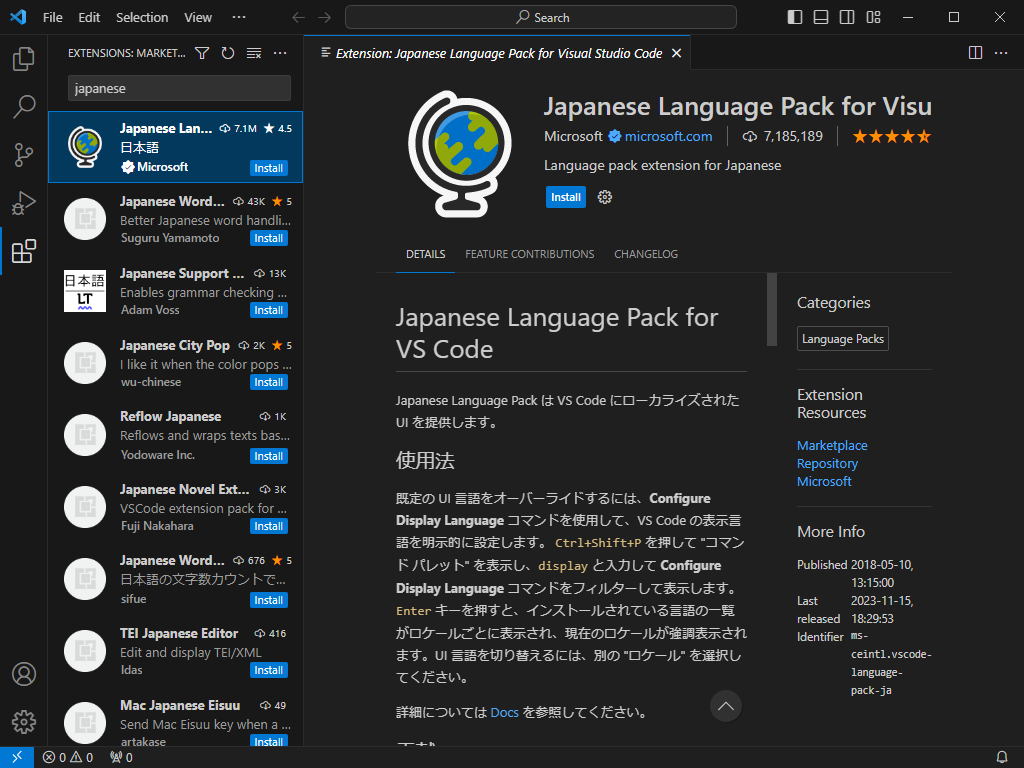 File Edit Selection View ··· Search
EXTENSIONS: MARKET...
japanese
Japanese Lan... 7.1M 4.5
日本語
Microsoft Install
Japanese Word... 43K 5
Better Japanese word handli...
Suguru Yamamoto Install
Japanese Support ... 13K
Enables grammar checking ...
Adam Voss Install
日本語
LT
Japanese City Pop 2K 5
I like it when the color pops ...
wu-chinese Install
Reflow Japanese 1K
Reflows and wraps texts bas...
Yodoware Inc. Install
Japanese Novel Ext... 3K
VSCode extension pack for ...
Fuji Nakahara Install
Japanese Word... 676 5
日本語の文字数カウントで...
sifue Install
TEI Japanese Editor 416
Edit and display TEI/XML
ldas Install
Mac Japanese Eisuu 49
Send Mac Eisuu key when a ...
artakase Install
Extension: Japanese Language Pack for Visual Studio Code
Japanese Language Pack for Visu
Microsoft microsoft.com 7,185,189
Language pack extension for Japanese
Install
DETAILS FEATURE CONTRIBUTIONS CHANGELOG
Japanese Language Pack for
VS Code
Japanese Language Pack は VS Code にローカライズされた
UI を提供します。
使用法
既定の UI 言語をオーバーライドするには、Configure
Display Language コマンドを使用して、VS Code の表示言
語を明示的に設定します。 Ctrl+Shift+P を押して "コマン
ド パレット" を表示し、display と入力して Configure
Display Language コマンドをフィルターして表示します。
Enter キーを押すと、インストールされている言語の一覧
がロケールごとに表示され、現在のロケールが強調表示され
ます。UI 言語を切り替えるには、別の "ロケール" を選択し
てください。
詳細については Docs を参照してください。
Categories
Language Packs
Extension
Resources
Marketplace
Repository
Microsoft
More Info
Published 2018-05-10,
13:15:00
Last 2023-11-15,
released 18:29:53
Identifier ms-
ceintl.vscode-
language-
pack-ja
0 0 0